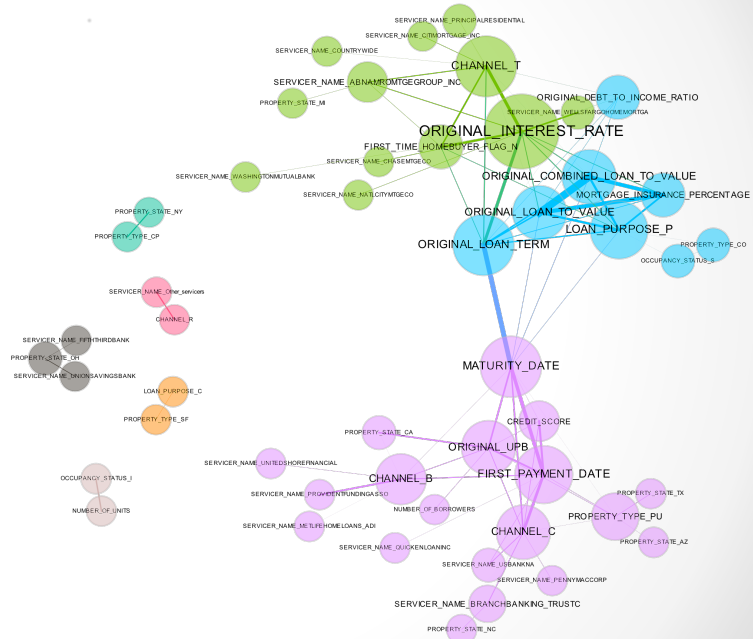 SERVICER_NAME_PRINCIPALRESIDENTIAL
SERVICER_NAME_CITIMORTGAGE_INC
SERVICER_NAME_COUNTRYWIDE
CHANNEL_T
SERVICER_NAME_ABNAMROMTGEGROUP_INC
ORIGINAL_DEBT_TO_INCOME_RATIO
PROPERTY_STATE_MI
SERVICER_NAME_WELLSFARGOHOMEMORTGA
ORIGINAL_INTEREST_RATE
FIRST_TIME_HOMEBUYER_FLAG_N
SERVICER_NAME_CHASEMTGECO
SERVICER_NAME_WASHINGTONMUTUALBANK
ORIGINAL_COMBINED_LOAN_TO_VALUE
SERVICER_NAME_NATLCITYMTGECO
MORTGAGE_INSURANCE_PERCENTAGE
PROPERTY_STATE_NY
ORIGINAL_LOAN_TO_VALUE
LOAN_PURPOSE_P
PROPERTY_TYPE_CP
ORIGINAL_LOAN_TERM
PROPERTY_TYPE_CO
OCCUPANCY_STATUS_S
SERVICER_NAME_Other_servicers
CHANNEL_R
SERVICER_NAME_FIFTHTHIRDBANK
PROPERTY_STATE_OH
MATURITY_DATE
SERVICER_NAME_UNIONSAVINGSBANK
LOAN_PURPOSE_C
PROPERTY_TYPE_SF
CREDIT_SCORE
PROPERTY_STATE_CA
ORIGINAL_UPB
SERVICER_NAME_UNITEDSHOREFINANCIAL
FIRST_PAYMENT_DATE
OCCUPANCY_STATUS_I
CHANNEL_B
SERVICER_NAME_PROVIDENTFUNDINGASSO
PROPERTY_STATE_TX
NUMBER_OF_UNITS
NUMBER_OF_BORROWERS
PROPERTY_TYPE_PU
SERVICER_NAME_METLIFEHOMELOANS_ADI
CHANNEL_C
PROPERTY_STATE_AZ
SERVICER_NAME_QUICKENLOANINC
SERVICER_NAME_USBANKNA
SERVICER_NAME_PENNYMACCORP
SERVICER_NAME_BRANCHBANKING_TRUSTC
PROPERTY_STATE_NC